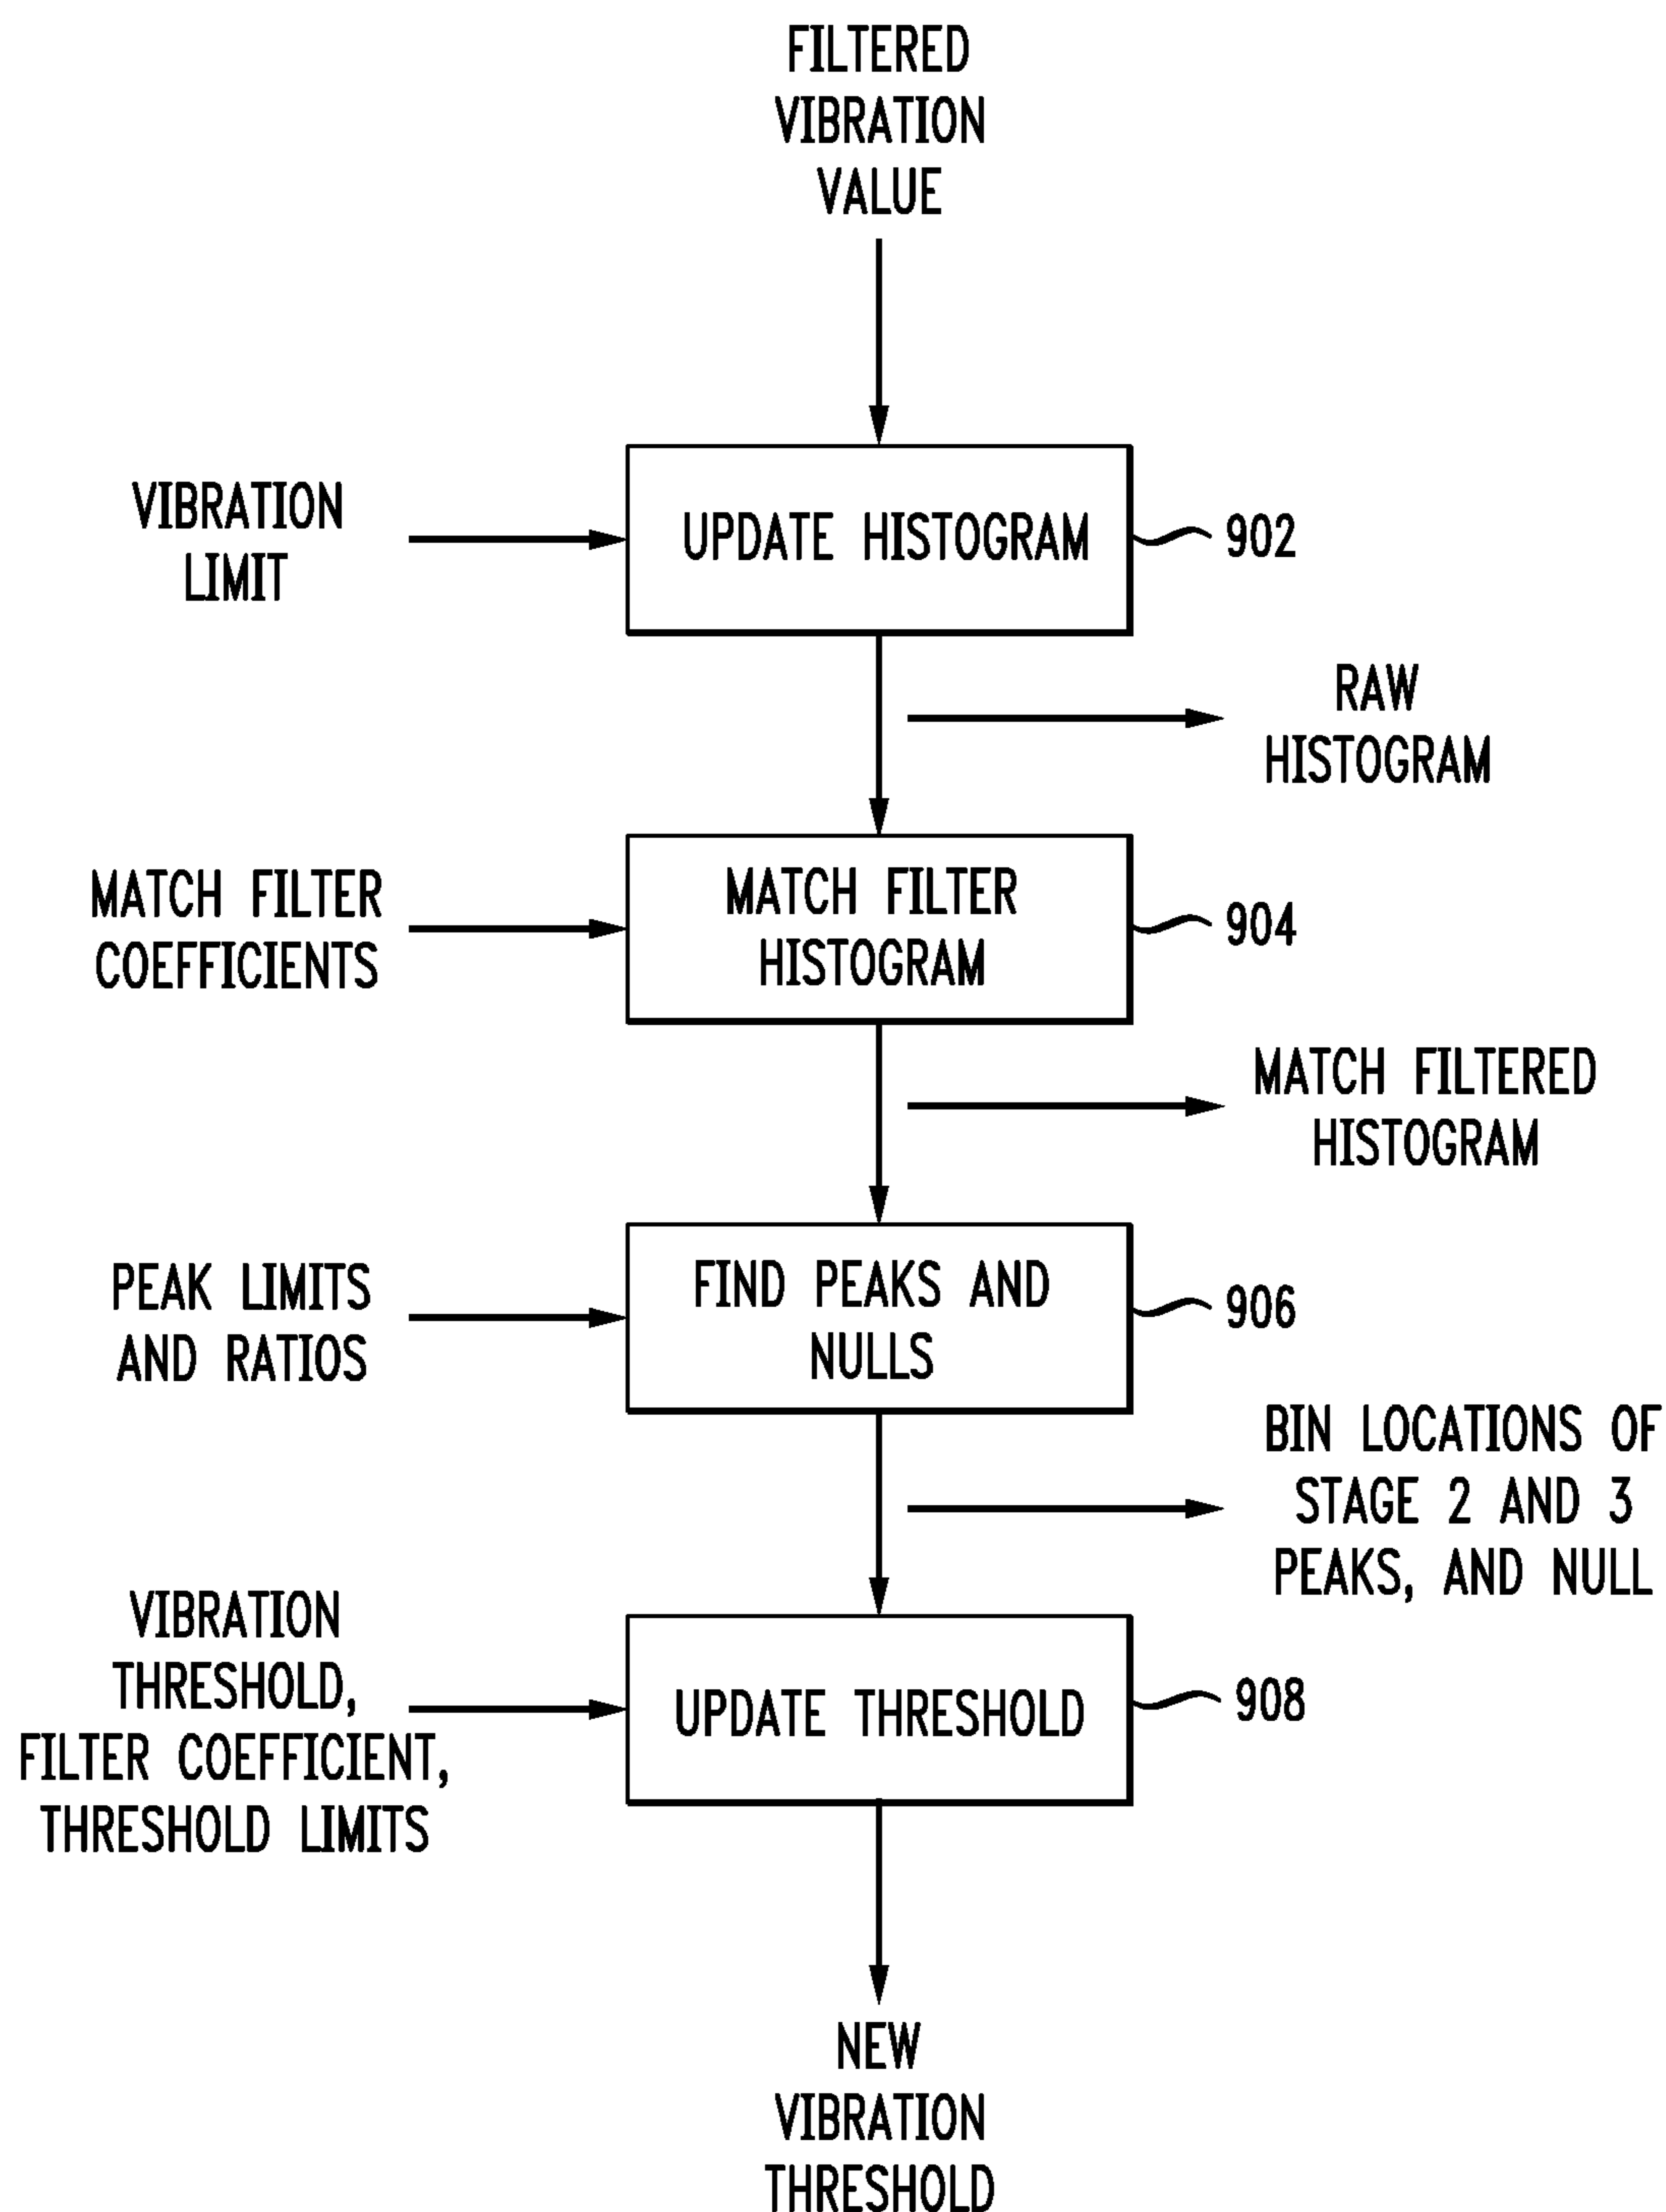 FILTERED
VIBRATION
VALUE
VIBRATION
LIMIT
UPDATE HISTOGRAM
902
RAW
HISTOGRAM
MATCH FILTER
COEFFICIENTS
MATCH FILTER
HISTOGRAM
904
MATCH FILTERED
HISTOGRAM
PEAK LIMITS
AND RATIOS
FIND PEAKS AND
NULLS
906
BIN LOCATIONS OF
STAGE 2 AND 3
PEAKS, AND NULL
VIBRATION
THRESHOLD,
FILTER COEFFICIENT,
THRESHOLD LIMITS
UPDATE THRESHOLD
908
NEW
VIBRATION
THRESHOLD